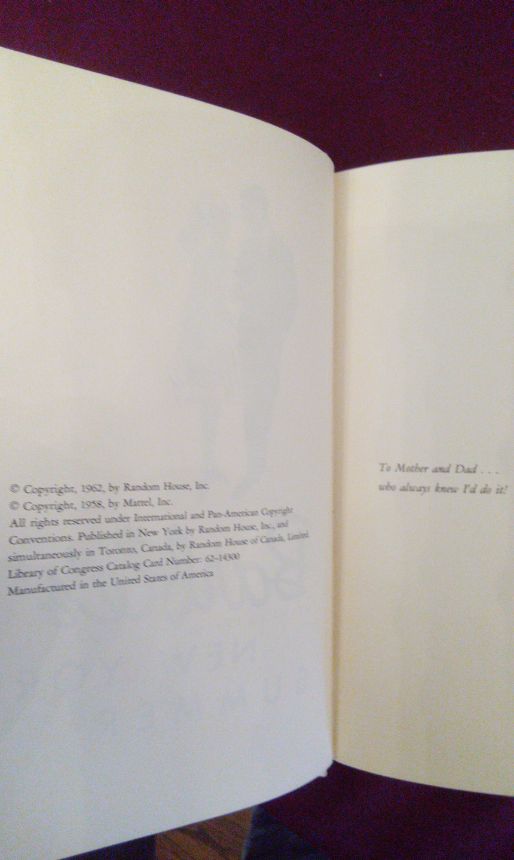 © Copyright, 1962, by Random House, Inc.
© Copyright, 1958, by Mattel, Inc.
All rights reserved under International and Pan-American Copyright
Conventions. Published in New York by Random House, Inc., and
simultaneously in Toronto, Canada, by Random House of Canada, Limited.
Library of Congress Catalog Card Number: 62-14300
Manufactured in the United States of America
To Mother and Dad . . .
who always knew I'd do it!